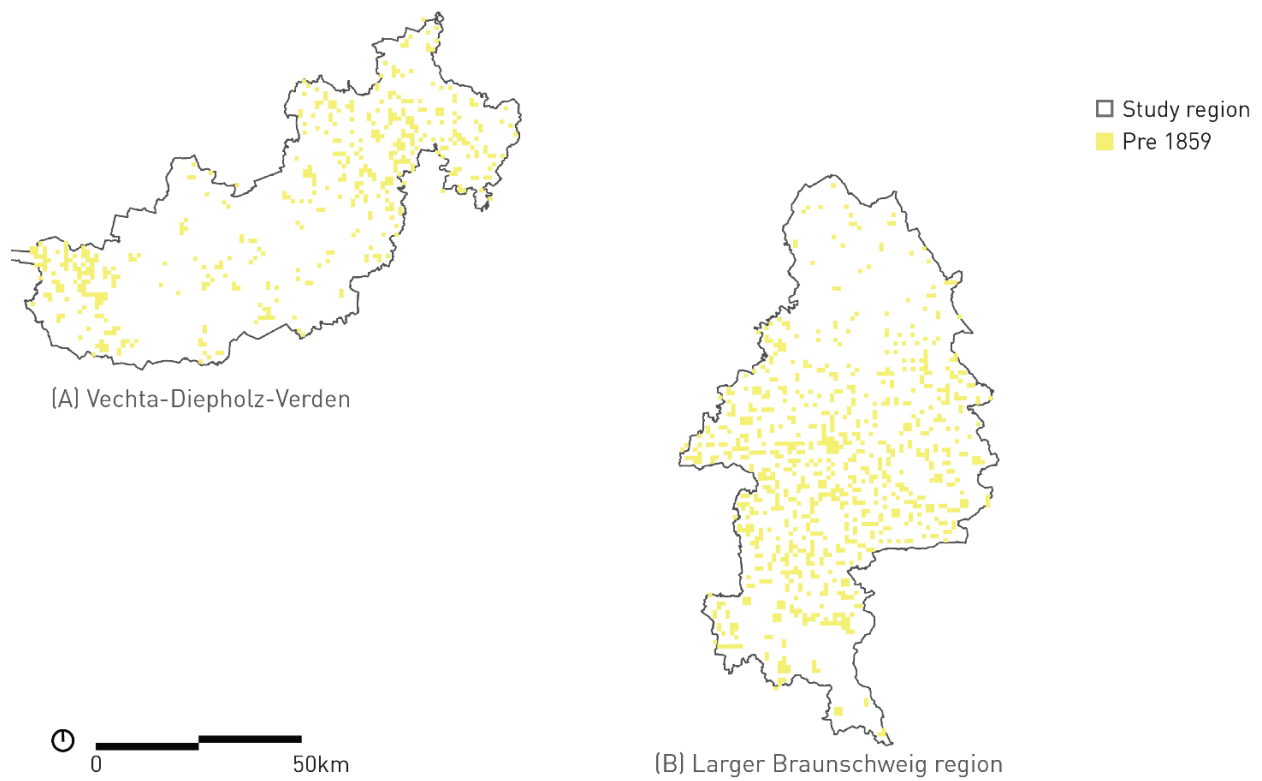 Study region
Pre 1859
(A) Vechta-Diepholz-Verden
0 50km
(B) Larger Braunschweig region